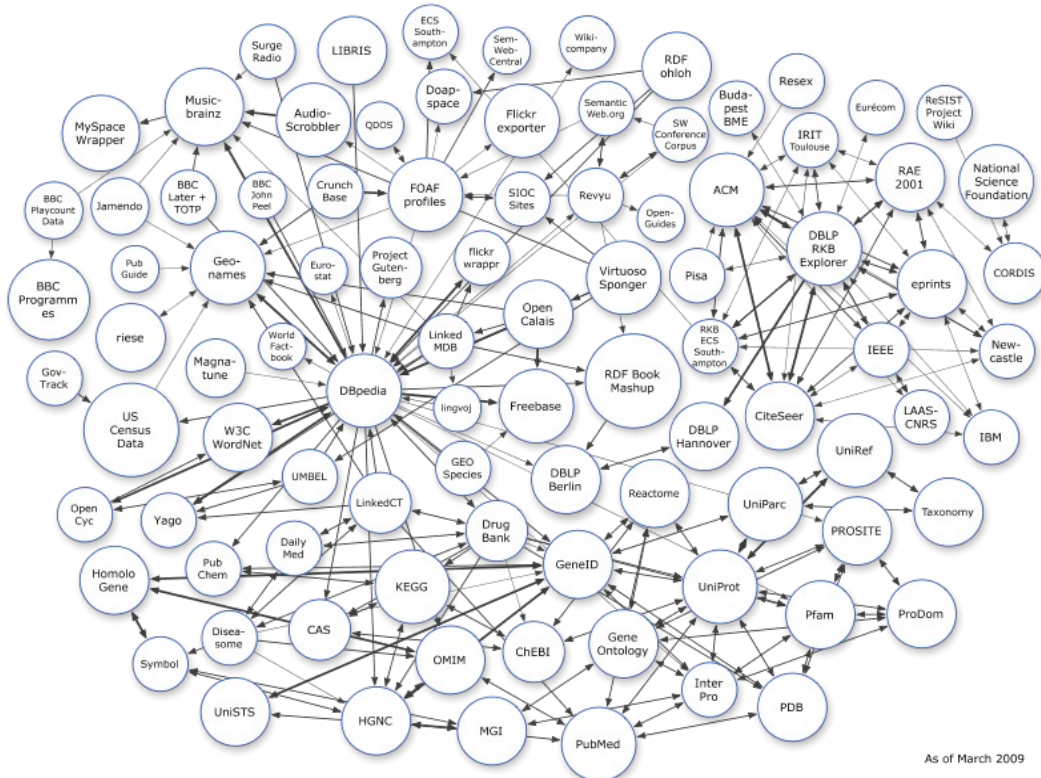 Surge
Radio
LIBRIS
ECS
South-
ampton
Sem-
Web-
Central
Wiki-
company
RDF
ohloh
Music-
brainz
Audio-
Scrobbler
MySpace
Wrapper
QDOS
Doap-
space
Flickr
exporter
Semantic
Web.org
SW
Conference
Corpus
Buda-
pest
BME
Resex
Eurécom
ReSIST
Project
Wiki
IRIT
Toulouse
RAE
2001
National
Science
Foundation
ACM
BBC
Playcount
Data
Jamendo
BBC
Later +
TOTP
BBC
John
Peel
Crunch
Base
FOAF
profiles
SIOC
Sites
Revyu
Open-
Guides
DBLP
RKB
Explorer
Pub
Guide
Geo-
names
Euro-
stat
Project
Guten-
berg
flickr
wrappr
Virtuoso
Sponger
Pisa
eprints
CORDIS
BBC
Programm
es
riese
World
Fact-
book
Linked
MDB
Open
Calais
RKB
ECS
South-
ampton
IEEE
New-
castle
Gov-
Track
Magna-
tune
DBpedia
lingvoj
Freebase
RDF Book
Mashup
CiteSeer
LAAS-
CNRS
IBM
US
Census
Data
W3C
WordNet
UMBEL
GEO
Species
DBLP
Berlin
DBLP
Hannover
UniRef
Open
Cyc
Yago
LinkedCT
Reactome
UniParc
Taxonomy
Daily
Med
Drug
Bank
PROSITE
Homolo
Gene
Pub
Chem
KEGG
GeneID
UniProt
Pfam
ProDom
Disea-
some
CAS
ChEBI
Gene
Ontology
Symbol
OMIM
Inter
Pro
UniSTS
HGNC
MGI
PubMed
PDB
As of March 2009